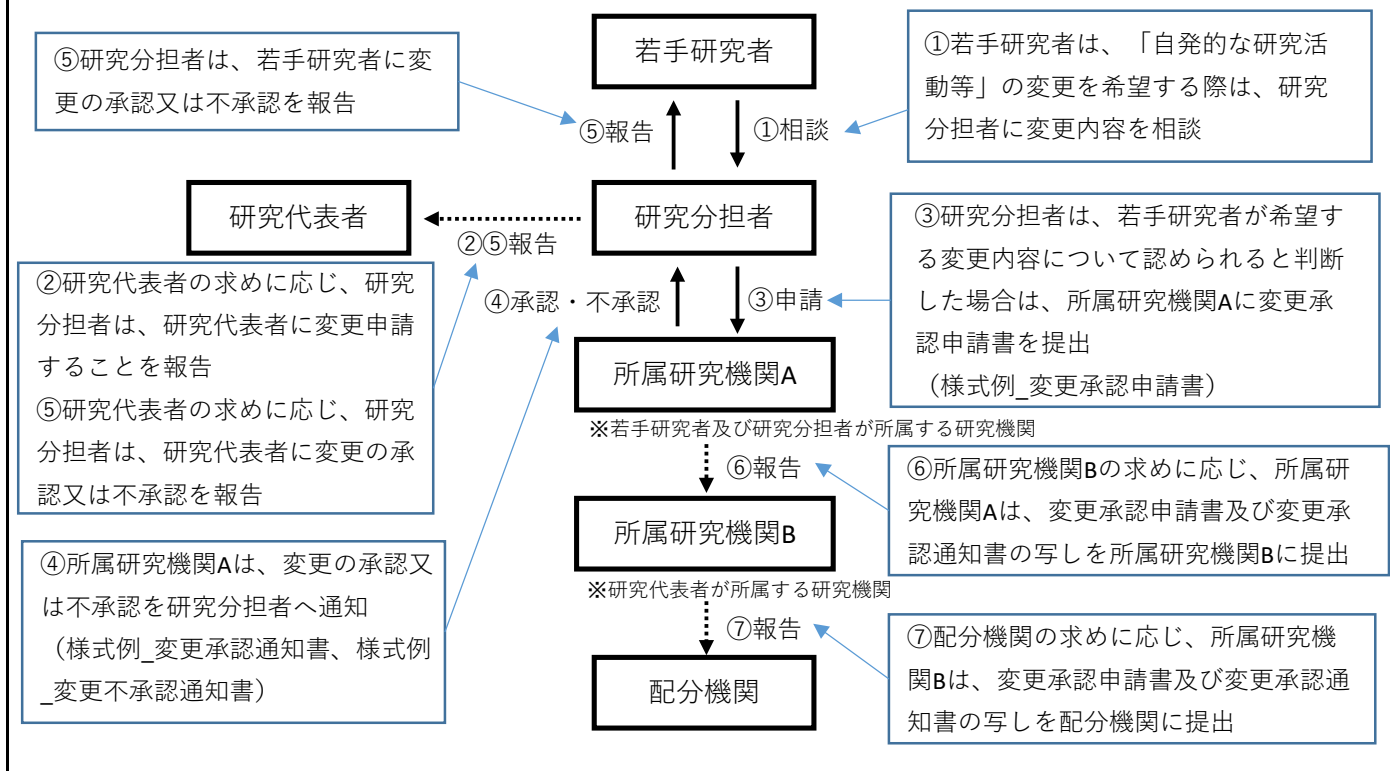 若手研究者
⑤研究分担者は、若手研究者に変
更の承認又は不承認を報告
①若手研究者は、「自発的な研究活
動等」の変更を希望する際は、研究
分担者に変更内容を相談
⑤報告
①相談
研究代表者
研究分担者
②⑤報告
③研究分担者は、若手研究者が希望す
る変更内容について認められると判断
した場合は、所属研究機関Aに変更承
認申請書を提出
（様式例_変更承認申請書）
②研究代表者の求めに応じ、研究
分担者は、研究代表者に変更申請
することを報告
⑤研究代表者の求めに応じ、研究
分担者は、研究代表者に変更の承
認又は不承認を報告
④承認・不承認
③申請
所属研究機関A
※若手研究者及び研究分担者が所属する研究機関
⑥報告
⑥所属研究機関Bの求めに応じ、所属研
究機関Aは、変更承認申請書及び変更承
認通知書の写しを所属研究機関Bに提出
所属研究機関B
※研究代表者が所属する研究機関
④所属研究機関Aは、変更の承認又
は不承認を研究分担者へ通知
（様式例_変更承認通知書、様式例
_変更不承認通知書）
⑦報告
⑦配分機関の求めに応じ、所属研究機
関Bは、変更承認申請書及び変更承認通
知書の写しを配分機関に提出
配分機関